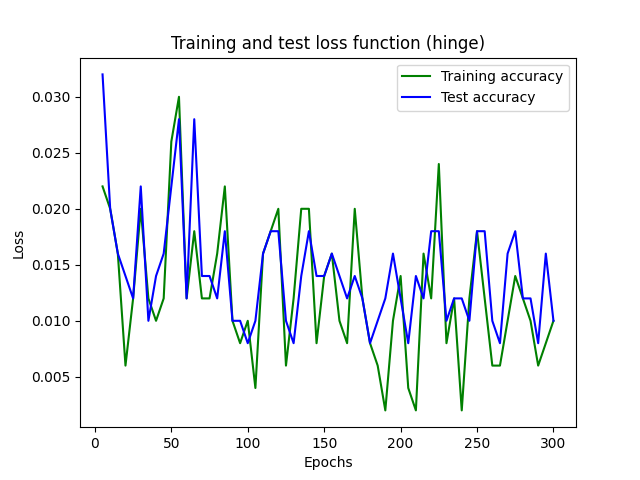 Training and test loss function (hinge)
Training accuracy
Test accuracy
0.030
0.025
0.020
0.015
0.010
0.005
Loss
0 50 100 150 200 250 300
Epochs